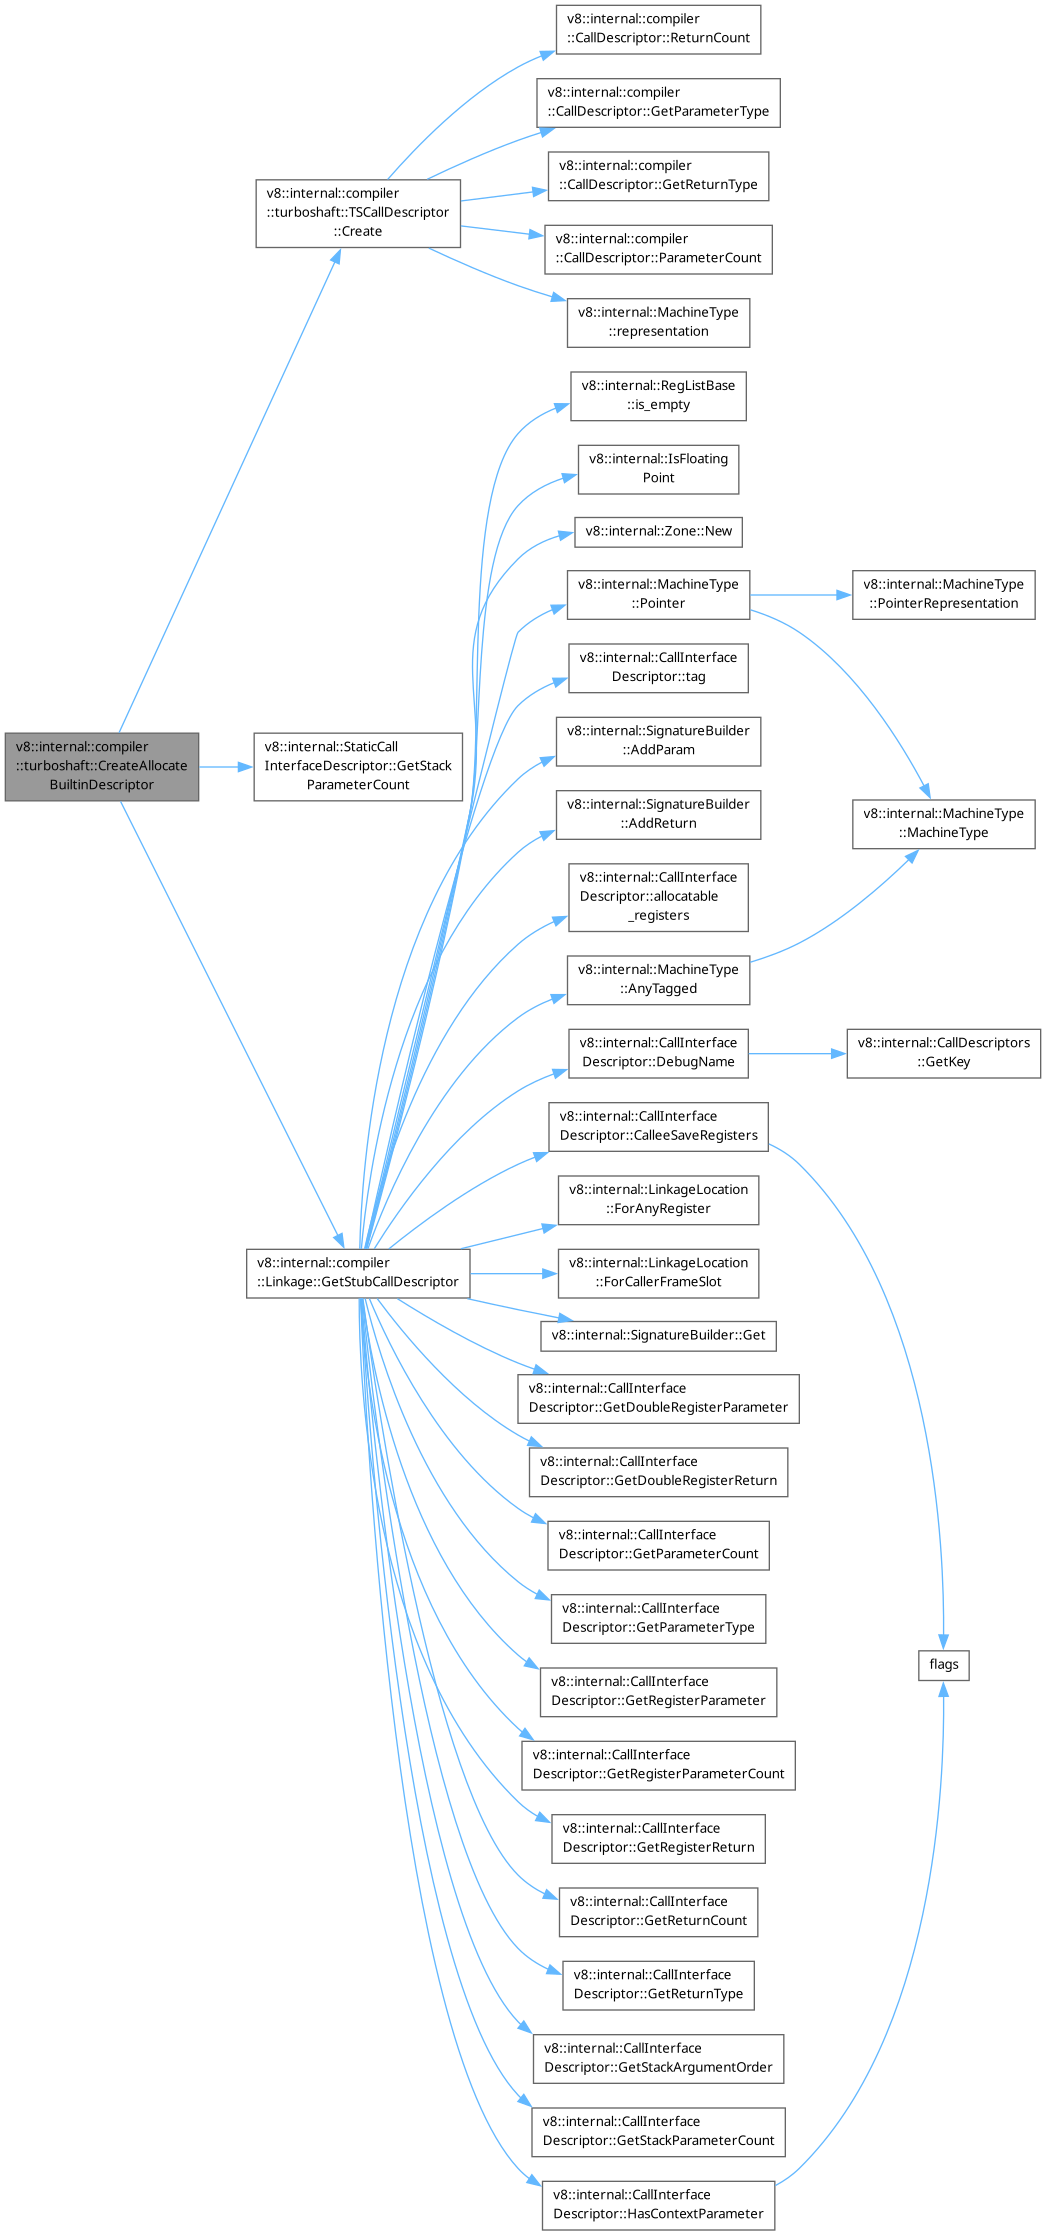 v8::internal::compiler
::CallDescriptor::ReturnCount
v8::internal::compiler
::CallDescriptor::GetParameterType
v8::internal::compiler
::CallDescriptor::GetReturnType
v8::internal::compiler
::turboshaft::TSCallDescriptor
::Create
v8::internal::compiler
::CallDescriptor::ParameterCount
v8::internal::MachineType
::representation
v8::internal::RegListBase
::is_empty
v8::internal::IsFloating
Point
v8::internal::Zone::New
v8::internal::MachineType
::Pointer
v8::internal::MachineType
::PointerRepresentation
v8::internal::CallInterface
Descriptor::tag
v8::internal::compiler
::turboshaft::CreateAllocate
BuiltinDescriptor
v8::internal::StaticCall
InterfaceDescriptor::GetStack
ParameterCount
v8::internal::SignatureBuilder
::AddParam
v8::internal::SignatureBuilder
::AddReturn
v8::internal::MachineType
::MachineType
v8::internal::CallInterface
Descriptor::allocatable
_registers
v8::internal::MachineType
::AnyTagged
v8::internal::CallInterface
Descriptor::DebugName
v8::internal::CallDescriptors
::GetKey
v8::internal::CallInterface
Descriptor::CalleeSaveRegisters
v8::internal::LinkageLocation
::ForAnyRegister
v8::internal::compiler
::Linkage::GetStubCallDescriptor
v8::internal::LinkageLocation
::ForCallerFrameSlot
v8::internal::SignatureBuilder::Get
v8::internal::CallInterface
Descriptor::GetDoubleRegisterParameter
v8::internal::CallInterface
Descriptor::GetDoubleRegisterReturn
v8::internal::CallInterface
Descriptor::GetParameterCount
v8::internal::CallInterface
Descriptor::GetParameterType
flags
v8::internal::CallInterface
Descriptor::GetRegisterParameter
v8::internal::CallInterface
Descriptor::GetRegisterParameterCount
v8::internal::CallInterface
Descriptor::GetRegisterReturn
v8::internal::CallInterface
Descriptor::GetReturnCount
v8::internal::CallInterface
Descriptor::GetReturnType
v8::internal::CallInterface
Descriptor::GetStackArgumentOrder
v8::internal::CallInterface
Descriptor::GetStackParameterCount
v8::internal::CallInterface
Descriptor::HasContextParameter